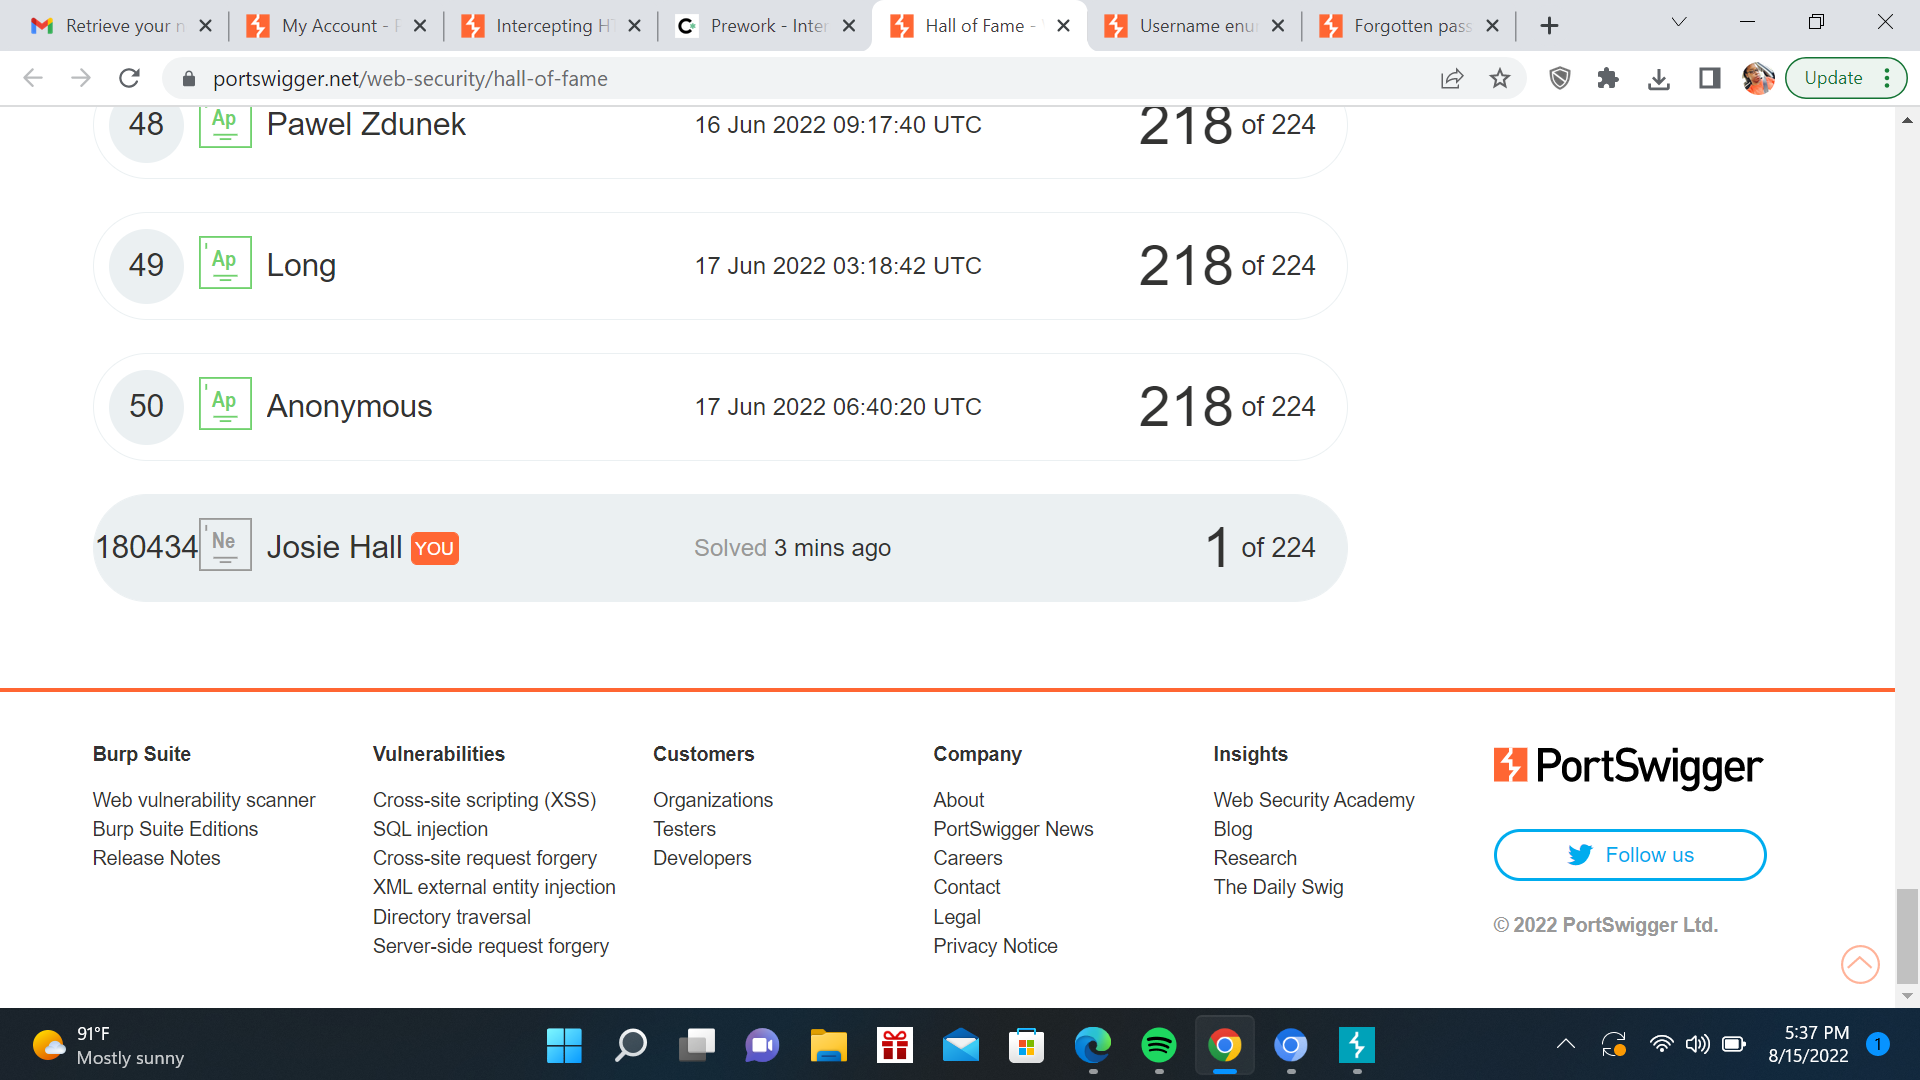 Retrieve your n
My Account - P
Intercepting HT
Prework - Inter
Hall of Fame -
Username enu
Forgotten pass
portswigger.net/web-security/hall-of-fame
Update
48 Ap Pawel Zdunek 16 Jun 2022 09:17:40 UTC 218 of 224
49 Ap Long 17 Jun 2022 03:18:42 UTC 218 of 224
50 Ap Anonymous 17 Jun 2022 06:40:20 UTC 218 of 224
180434 Ne Josie Hall YOU Solved 3 mins ago 1 of 224
Burp Suite
Web vulnerability scanner
Burp Suite Editions
Release Notes
Vulnerabilities
Cross-site scripting (XSS)
SQL injection
Cross-site request forgery
XML external entity injection
Directory traversal
Server-side request forgery
Customers
Organizations
Testers
Developers
Company
About
PortSwigger News
Careers
Contact
Legal
Privacy Notice
Insights
Web Security Academy
Blog
Research
The Daily Swig
PortSwigger
Follow us
© 2022 PortSwigger Ltd.
91°F
Mostly sunny
5:37 PM
8/15/2022
1